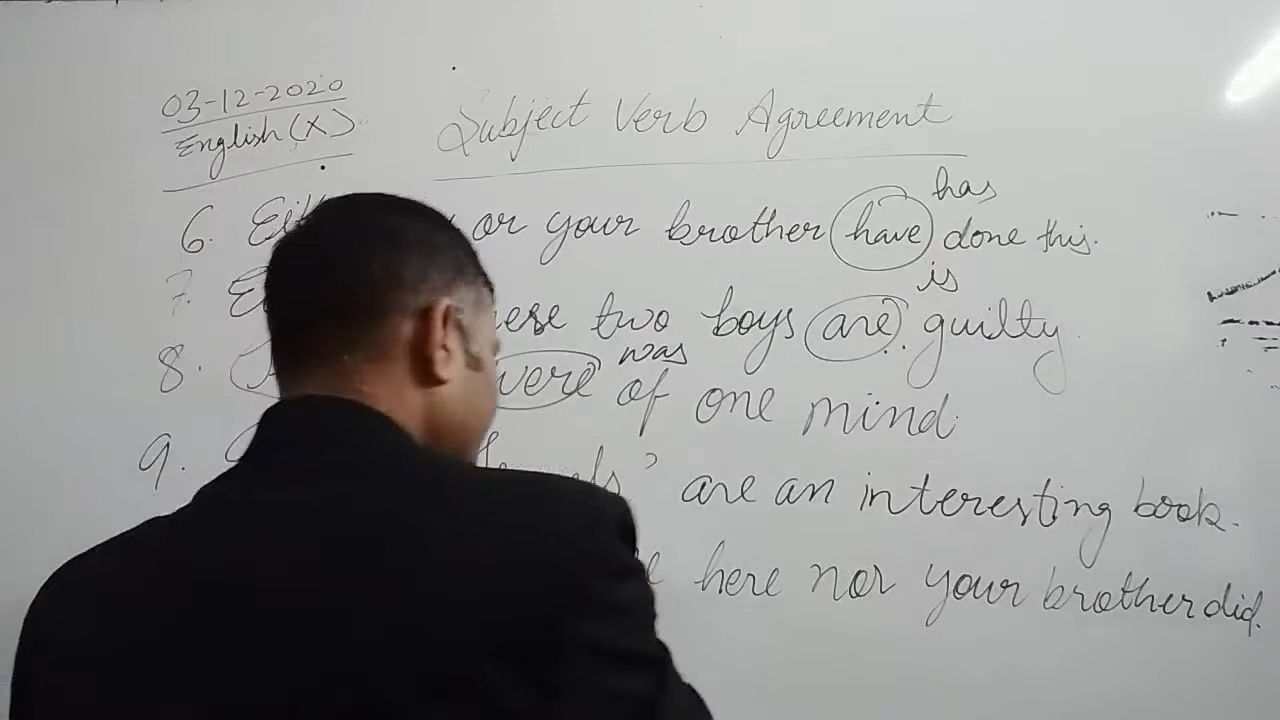 03-12-2020
English (X)
Subject Verb Agreement
has
6. or your brother have done this.
is
7. two boys are guilty
was
8. were of one mind.
9. ' are an interesting book.
here nor your brother did.